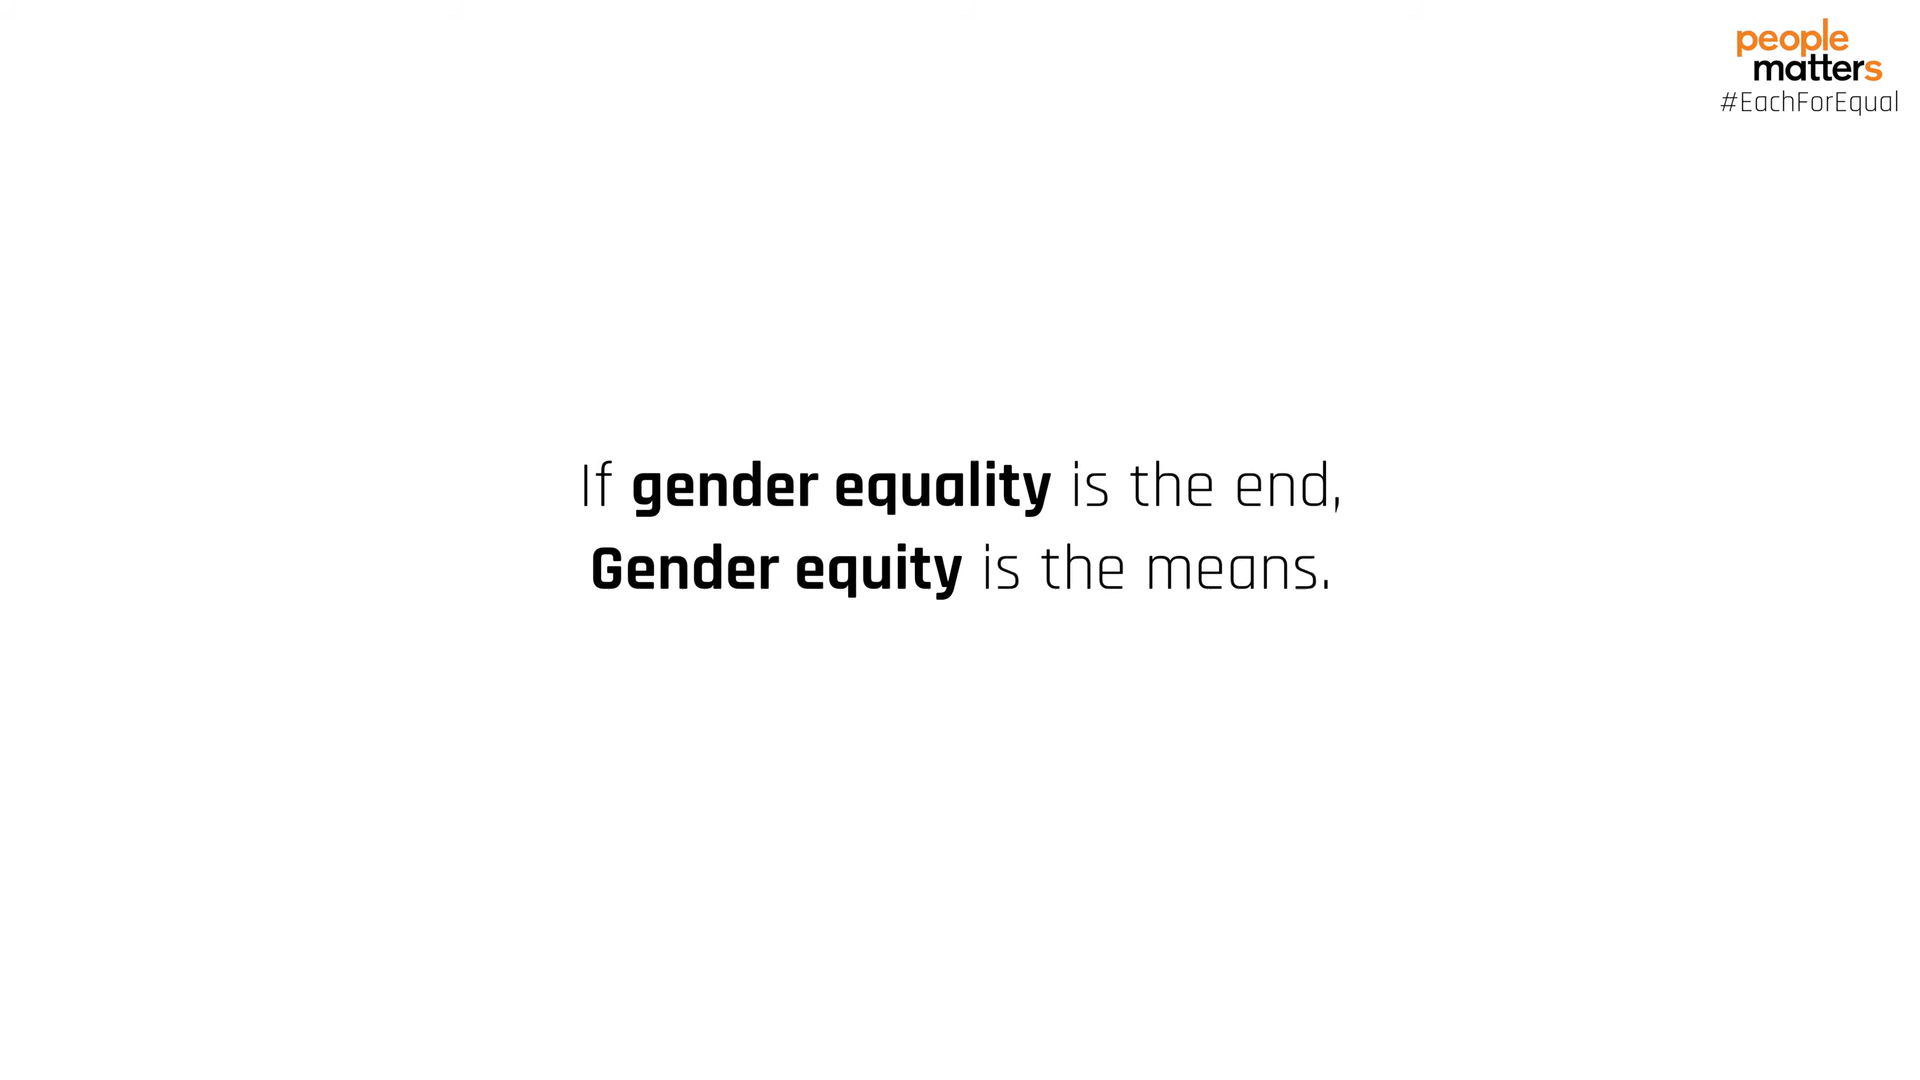 people
matters
#EachForEqual
If gender equality is the end,
Gender equity is the means.